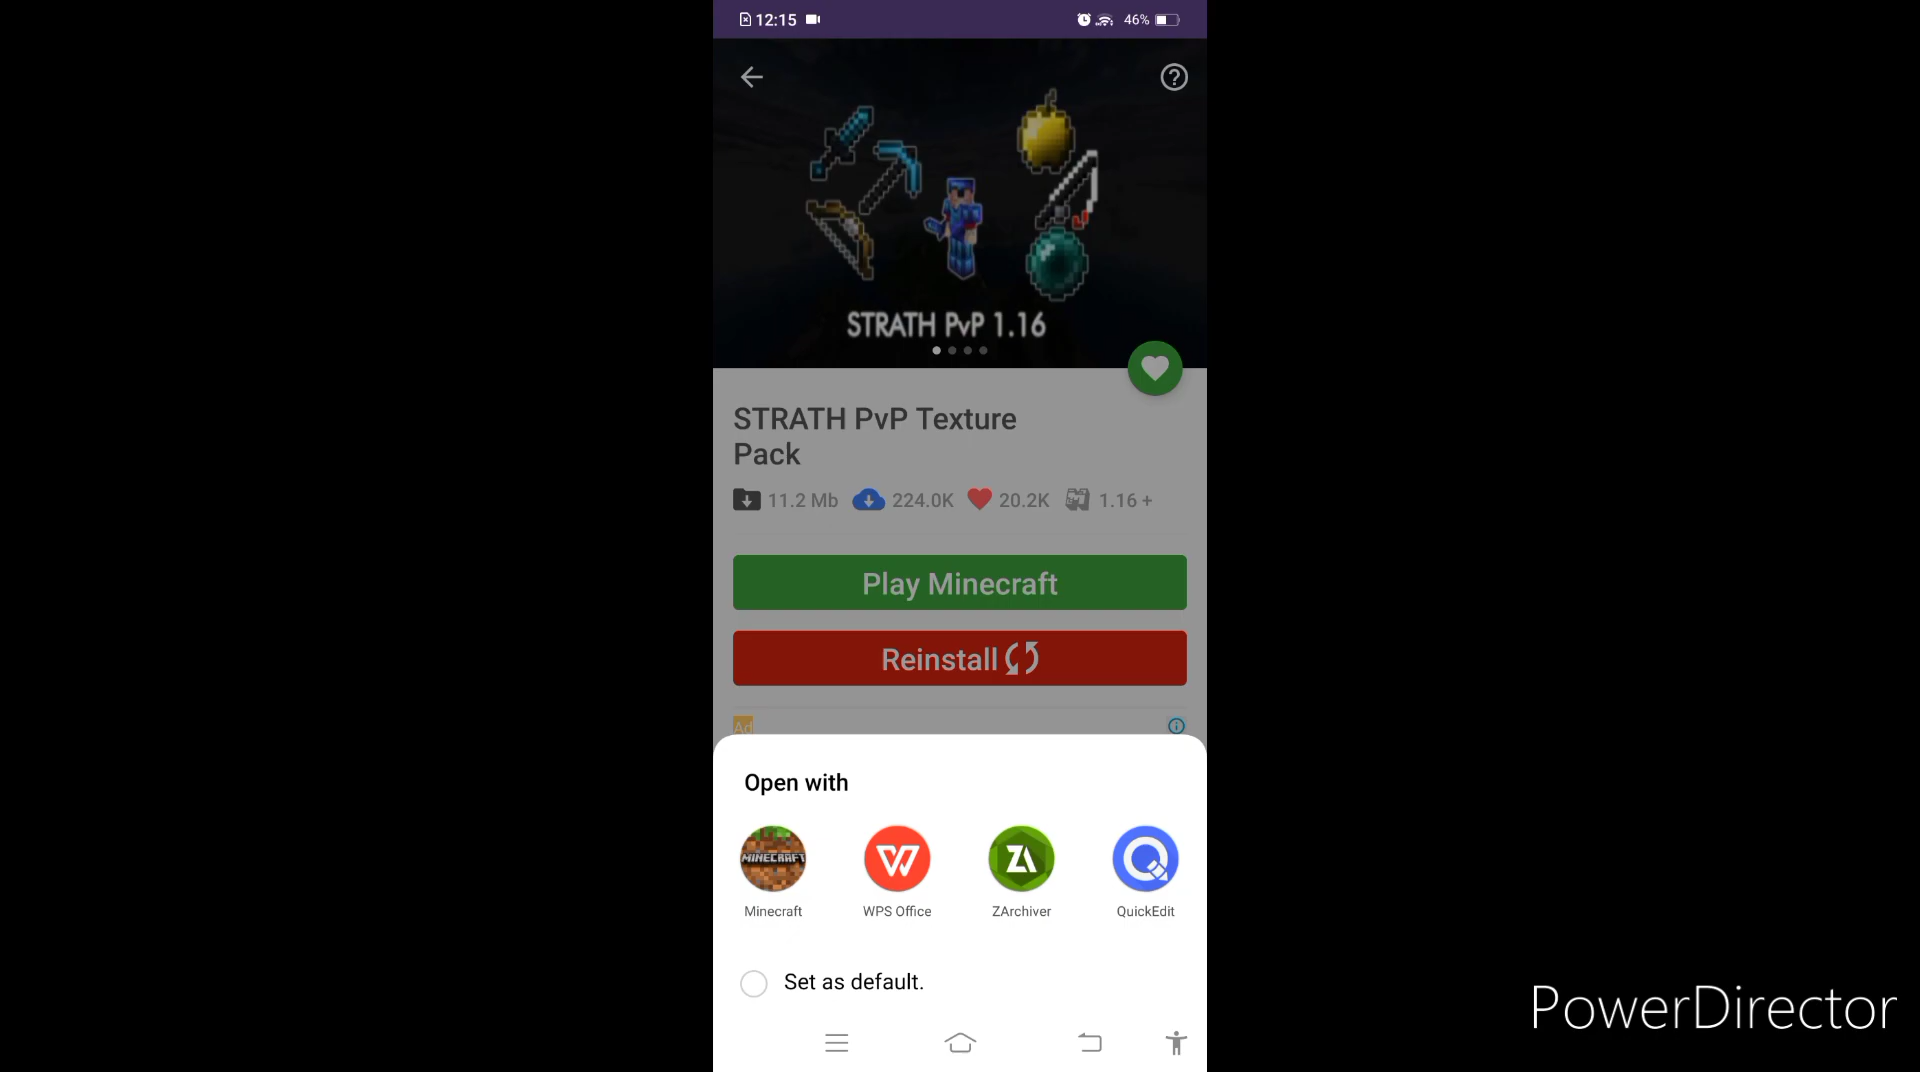 12:15
46%
STRATH PvP 1.16
STRATH PvP Texture
Pack
11.2 Mb 224.0K 20.2K 1.16 +
Play Minecraft
Reinstall
Ad
Open with
MINECRAFT
Minecraft WPS Office ZArchiver QuickEdit
Set as default.
PowerDirector